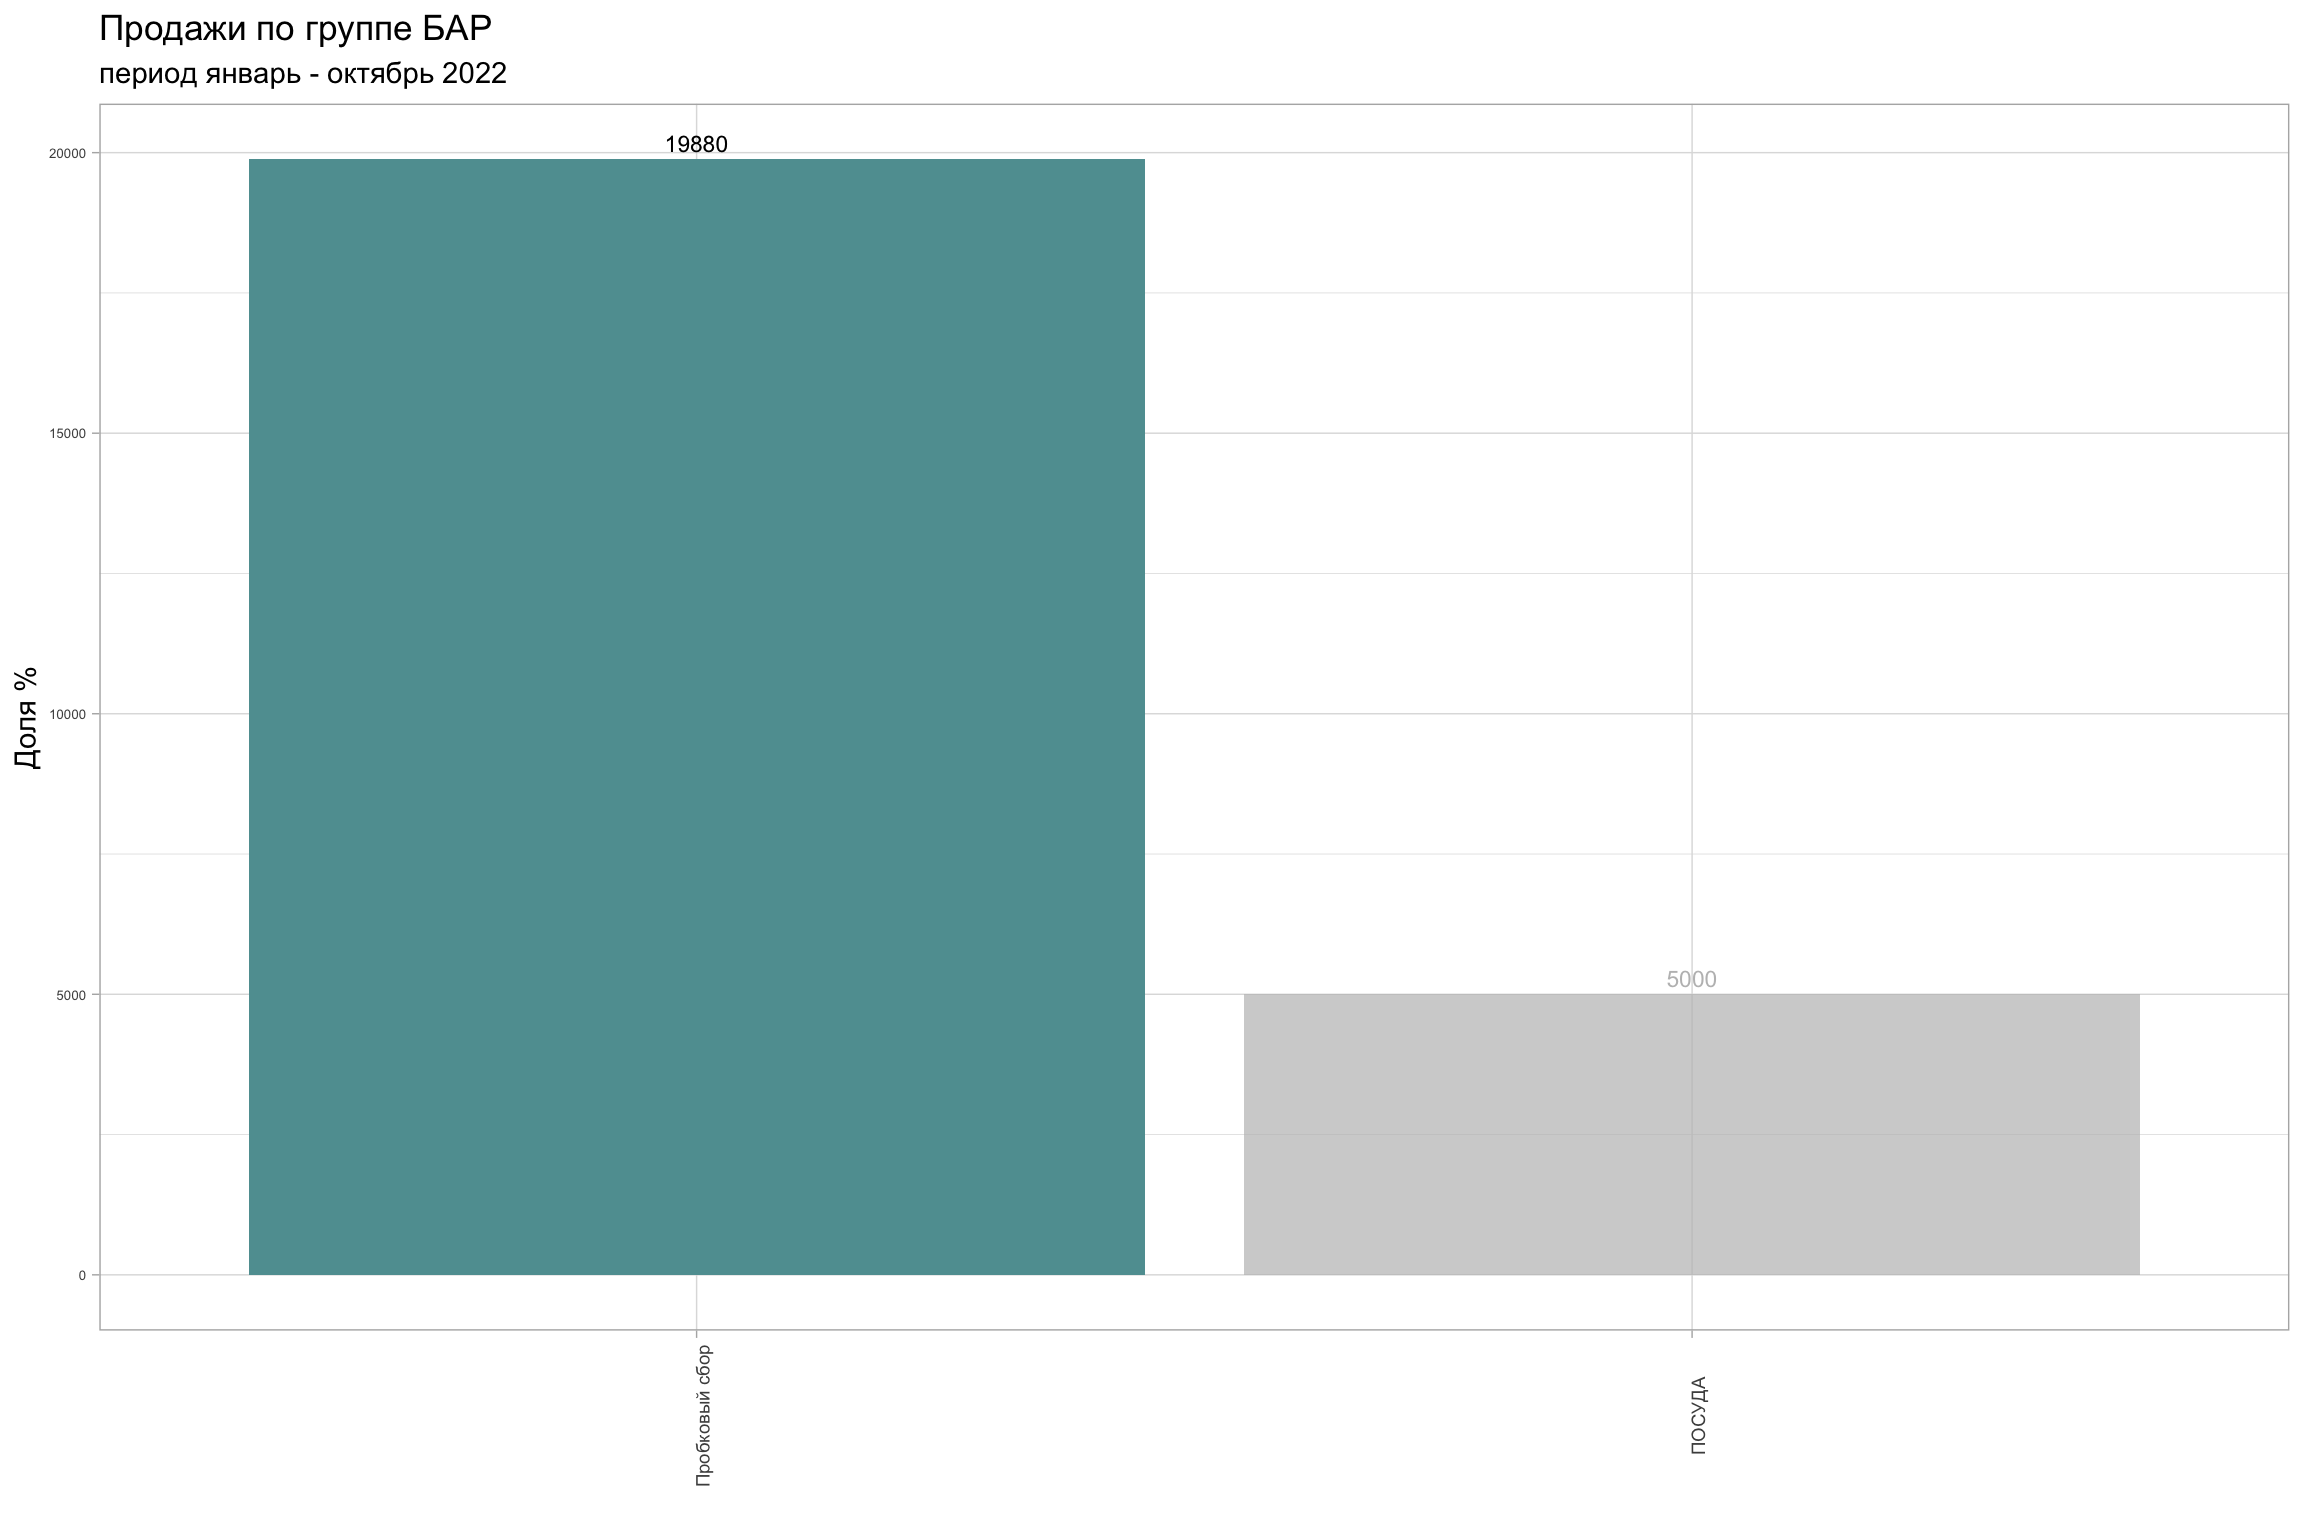 Продажи по группе БАР
период январь - октябрь 2022
Доля %
20000
15000
10000
5000
0
19880
5000
Пробковый сбор
ПОСУДА